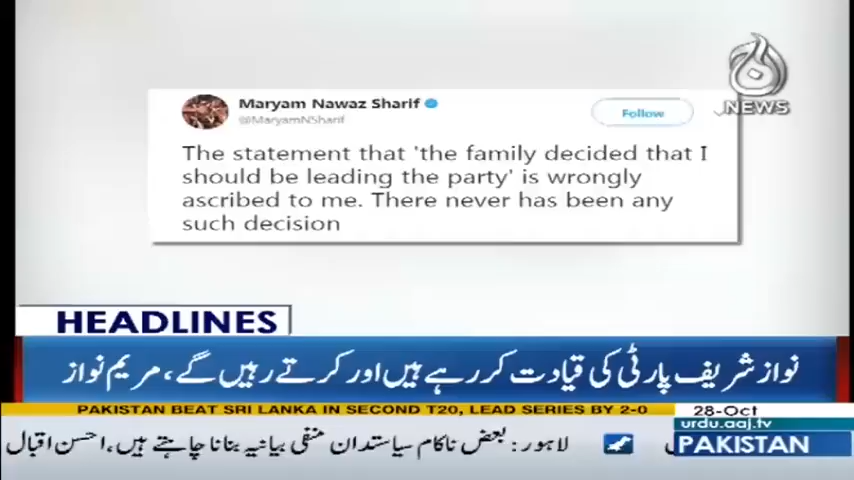 Maryam Nawaz Sharif
@MaryamNSharif
Follow
NEWS
The statement that 'the family decided that I
should be leading the party' is wrongly
ascribed to me. There never has been any
such decision
HEADLINES
نواز شریف پارٹی کی قیادت کر رہے ہیں اور کرتے رہیں گے، مریم نواز
PAKISTAN BEAT SRI LANKA IN SECOND T20, LEAD SERIES BY 2-0
28-Oct
urdu.aaj.tv
لاہور: بعض ناکام سیاستدان منفی بیانیہ بنانا چاہتے ہیں، احسن اقبال
PAKISTAN